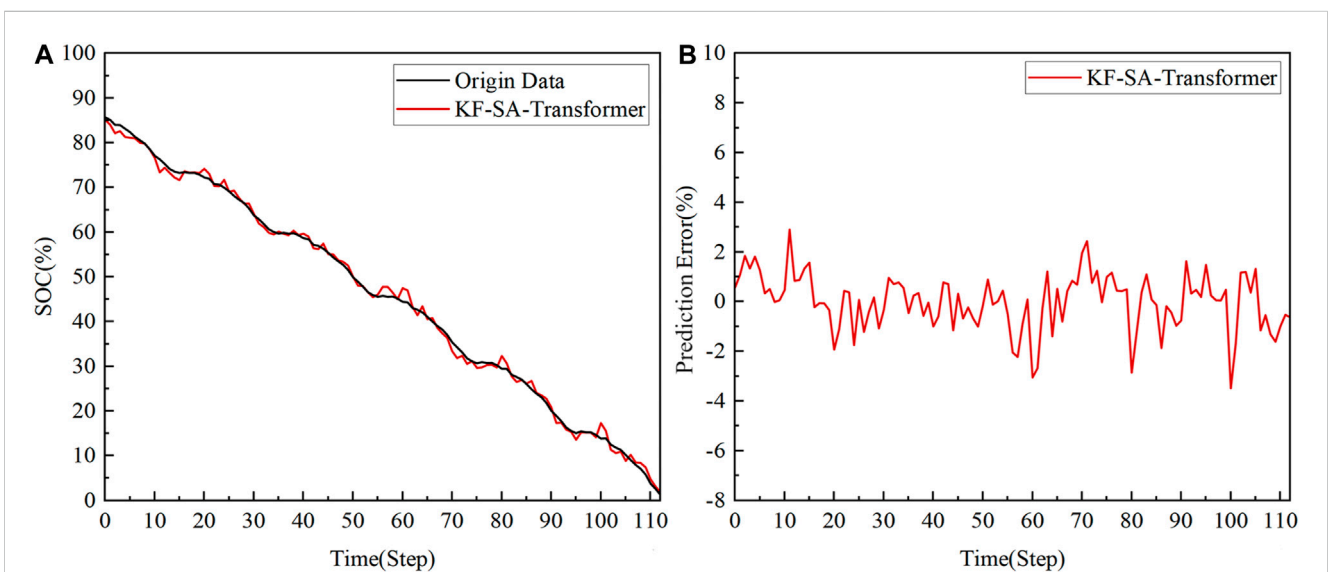 A
100
90
80
70
60
50
40
30
20
10
0
SOC(%)
Origin Data
KF-SA-Transformer
0 10 20 30 40 50 60 70 80 90 100 110
Time(Step)
B
10
8
6
4
2
0
-2
-4
-6
-8
Prediction Error(%)
KF-SA-Transformer
0 10 20 30 40 50 60 70 80 90 100 110
Time(Step)